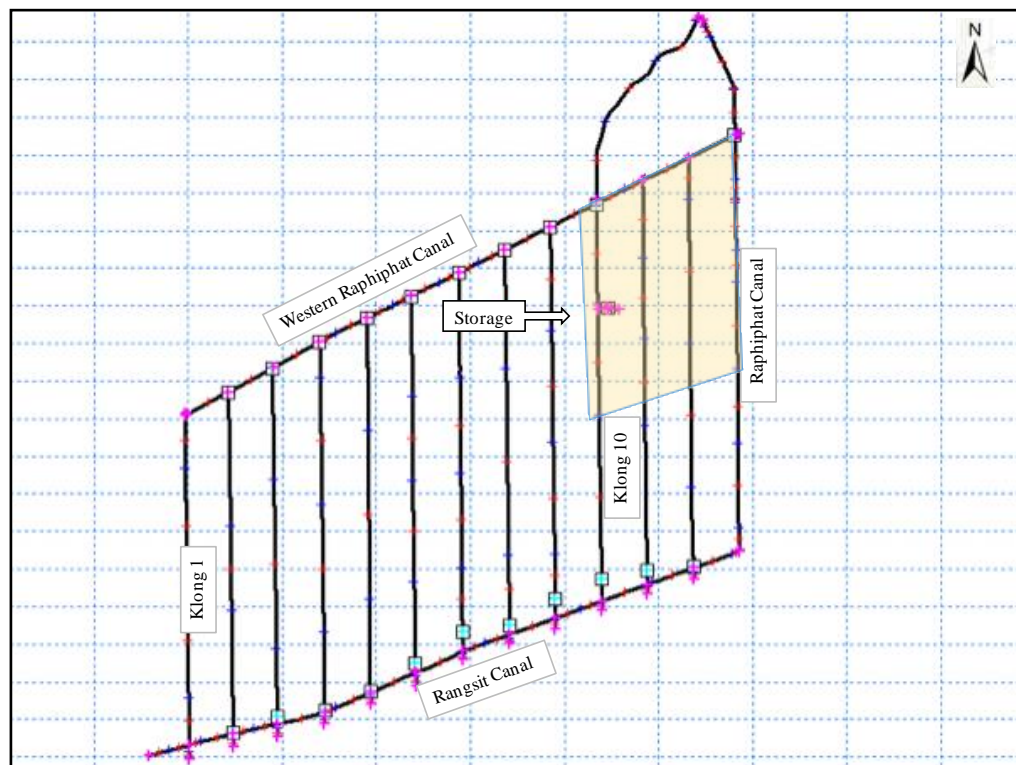 N
Western Raphiphat Canal
Storage
Raphiphat Canal
Klong 10
Klong 1
Rangsit Canal